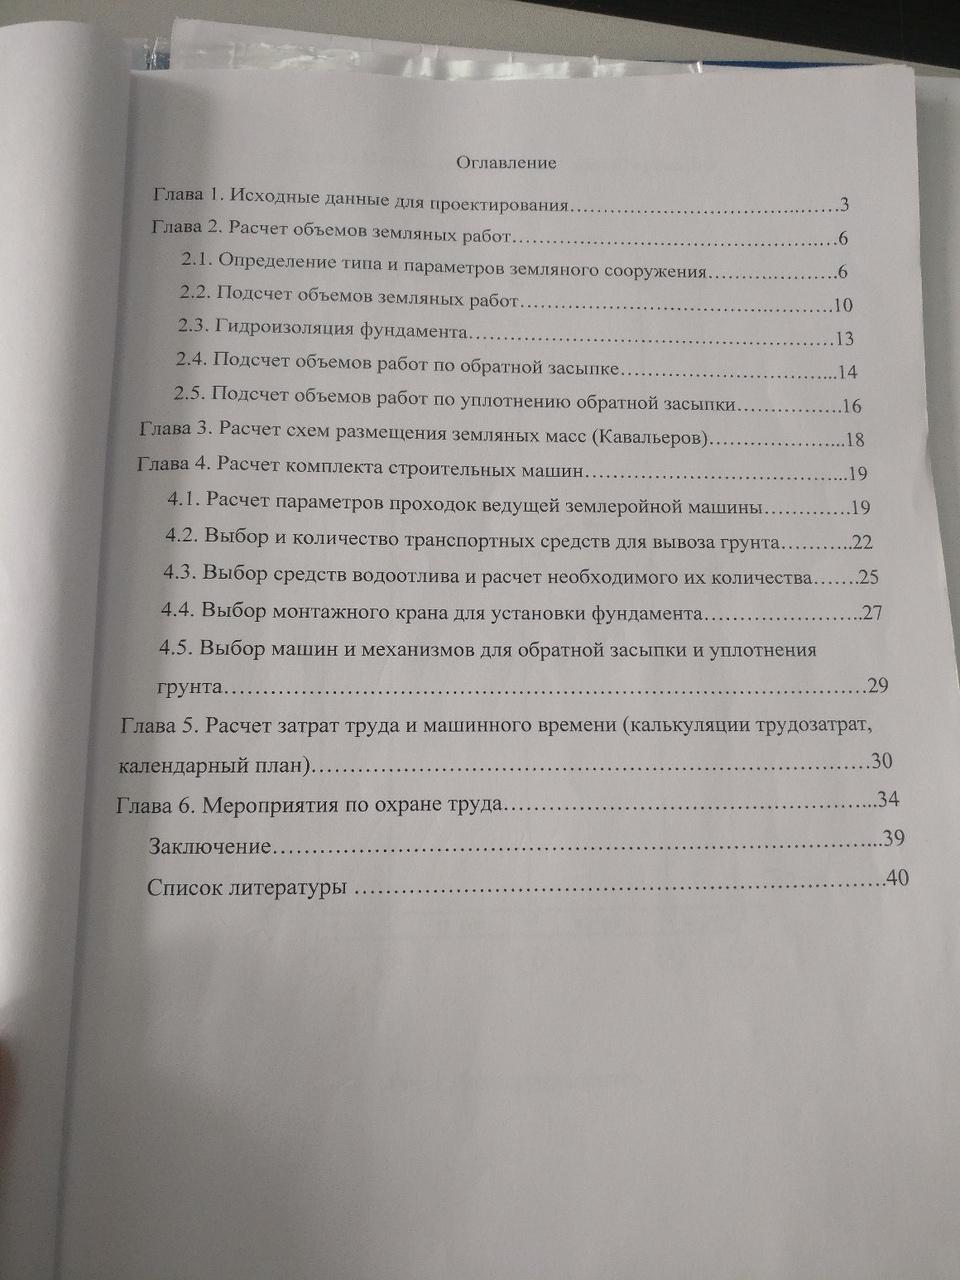 Оглавление
Глава 1. Исходные данные для проектирования……………………………………3
Глава 2. Расчет объемов земляных работ……………………………………………6
2.1. Определение типа и параметров земляного сооружения…………………6
2.2. Подсчет объемов земляных работ……………………………………………10
2.3. Гидроизоляция фундамента……………………………………………………13
2.4. Подсчет объемов работ по обратной засыпке……………………………...14
2.5. Подсчет объемов работ по уплотнению обратной засыпки…………….16
Глава 3. Расчет схем размещения земляных масс (Кавальеров)………………...18
Глава 4. Расчет комплекта строительных машин…………………………………...19
4.1. Расчет параметров проходок ведущей землеройной машины…………19
4.2. Выбор и количество транспортных средств для вывоза грунта………..22
4.3. Выбор средств водоотлива и расчет необходимого их количества…….25
4.4. Выбор монтажного крана для установки фундамента…………………..27
4.5. Выбор машин и механизмов для обратной засыпки и уплотнения
грунта……………………………………………………………………………………29
Глава 5. Расчет затрат труда и машинного времени (калькуляции трудозатрат,
календарный план)……………………………………………………………………30
Глава 6. Мероприятия по охране труда……………………………………………...34
Заключение……………………………………………………………………………...39
Список литературы …………………………………………………………………….40